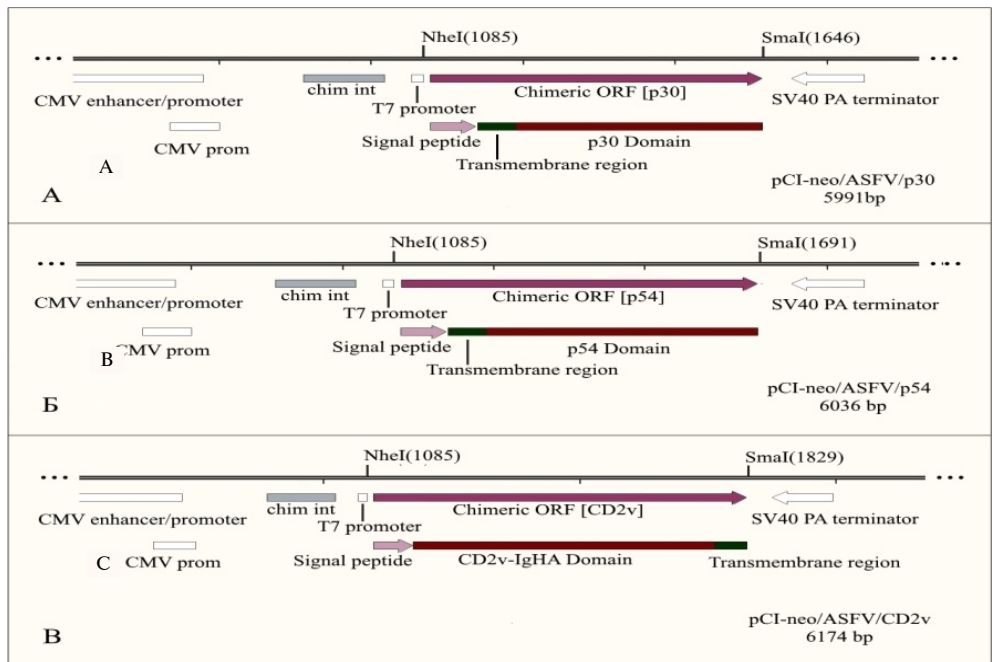 NheI(1085) SmaI(1646)
CMV enhancer/promoter chim int Chimeric ORF [p30] SV40 PA terminator
T7 promoter
CMV prom Signal peptide p30 Domain
A Transmembrane region
А pCI-neo/ASFV/p30
5991bp
NheI(1085) SmaI(1691)
CMV enhancer/promoter chim int Chimeric ORF [p54] SV40 PA terminator
T7 promoter
B CMV prom Signal peptide p54 Domain
Transmembrane region
Б pCI-neo/ASFV/p54
6036 bp
NheI(1085) SmaI(1829)
CMV enhancer/promoter chim int Chimeric ORF [CD2v] SV40 PA terminator
T7 promoter
C CMV prom Signal peptide CD2v-IgHA Domain Transmembrane region
pCI-neo/ASFV/CD2v
В 6174 bp